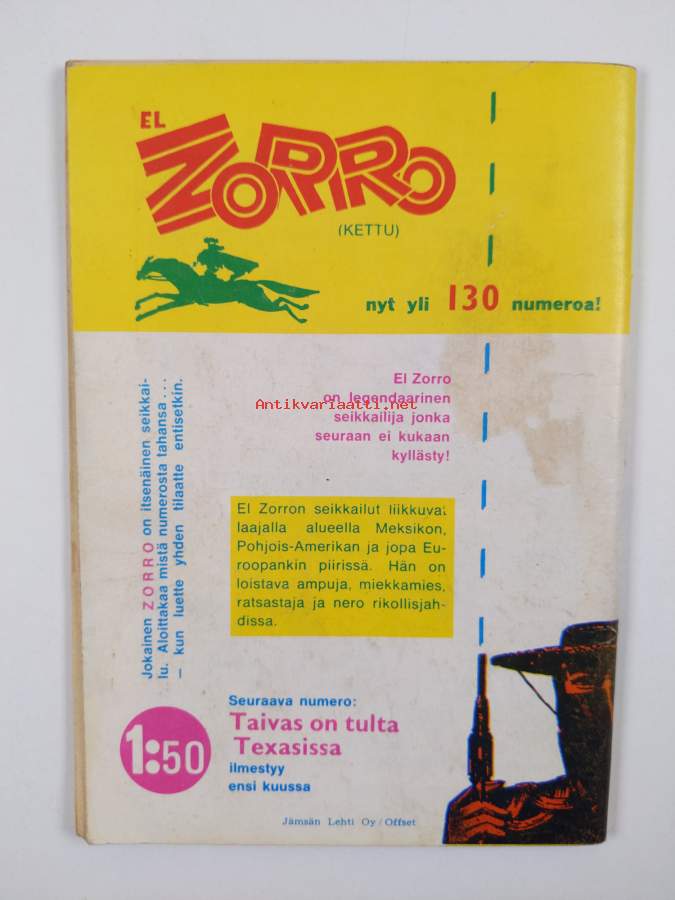 EL
ZORRO
(KETTU)
nyt yli 130 numeroa!
El Zorro
on legendaarinen
seikkailija jonka
seuraan ei kukaan
kyllästy!
Antikvariaatti.net
Jokainen ZORRO on itsenäinen seikkai-
lu. Aloittakaa mistä numerosta tahansa ...
— kun luette yhden tilaatte entisetkin.
El Zorron seikkailut liikkuvat
laajalla alueella Meksikon,
Pohjois-Amerikan ja jopa Eu-
roopankin piirissä. Hän on
loistava ampuja, miekkamies,
ratsastaja ja nero rikollisjah-
dissa.
Seuraava numero:
Taivas on tulta
Texasissa
ilmestyy
ensi kuussa
1:50
Jämsän Lehti Oy / Offset